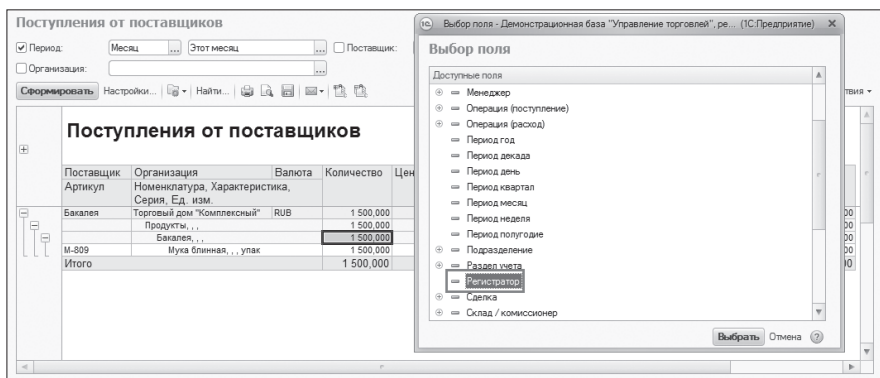 Поступления от поставщиков
Период: Месяц ... Этот месяц ... Поставщик:
Организация: ...
Сформировать Настройки... Найти...
Поступления от поставщиков
Поставщик Организация Валюта Количество Цен
Артикул Номенклатура, Характеристика, Серия, Ед. изм.
Бакалея Торговый дом "Комплексный" RUB 1 500,000
Продукты, , , 1 500,000
Бакалея, , , 1 500,000
М-809 Мука блинная, , , упак 1 500,000
Итого 1 500,000
Выбор поля - Демонстрационная база "Управление торговлей", ре... (1С:Предприятие)
Выбор поля
Доступные поля
Менеджер
Операция (поступление)
Операция (расход)
Период год
Период декада
Период день
Период квартал
Период месяц
Период неделя
Период полугодие
Подразделение
Раздел учета
Регистратор
Сделка
Склад / комиссионер
Выбрать Отмена ?